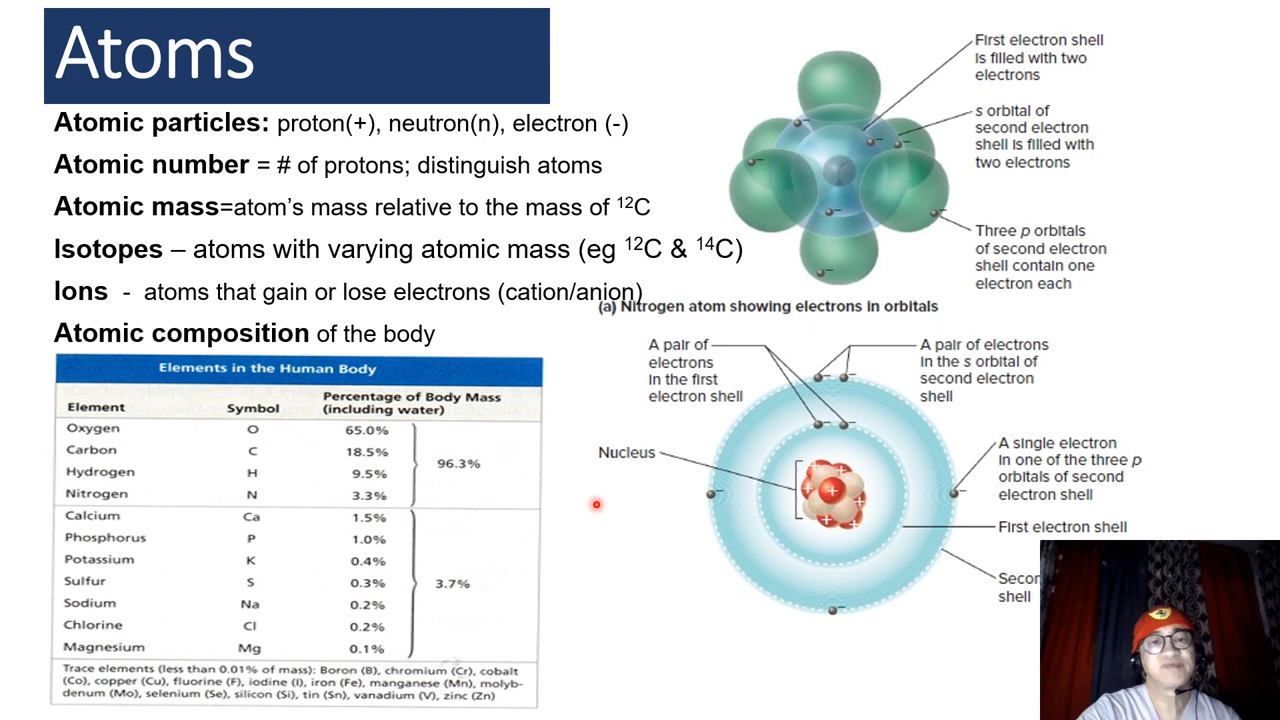 Atoms
Atomic particles: proton(+), neutron(n), electron (-)
Atomic number = # of protons; distinguish atoms
Atomic mass=atom’s mass relative to the mass of ¹²C
Isotopes – atoms with varying atomic mass (eg ¹²C & ¹⁴C)
Ions - atoms that gain or lose electrons (cation/anion)
Atomic composition of the body
Elements in the Human Body
Element Symbol Percentage of Body Mass (including water)
Oxygen O 65.0%
Carbon C 18.5%
Hydrogen H 9.5%
Nitrogen N 3.3%
96.3%
Calcium Ca 1.5%
Phosphorus P 1.0%
Potassium K 0.4%
Sulfur S 0.3%
Sodium Na 0.2%
Chlorine Cl 0.2%
Magnesium Mg 0.1%
3.7%
Trace elements (less than 0.01% of mass): Boron (B), chromium (Cr), cobalt
(Co), copper (Cu), fluorine (F), iodine (I), iron (Fe), manganese (Mn), molyb-
denum (Mo), selenium (Se), silicon (Si), tin (Sn), vanadium (V), zinc (Zn)
First electron shell
is filled with two
electrons
s orbital of
second electron
shell is filled with
two electrons
Three p orbitals
of second electron
shell contain one
electron each
(a) Nitrogen atom showing electrons in orbitals
A pair of
electrons
in the first
electron shell
A pair of electrons
in the s orbital of
second electron
shell
Nucleus
A single electron
in one of the three p
orbitals of second
electron shell
First electron shell
shell